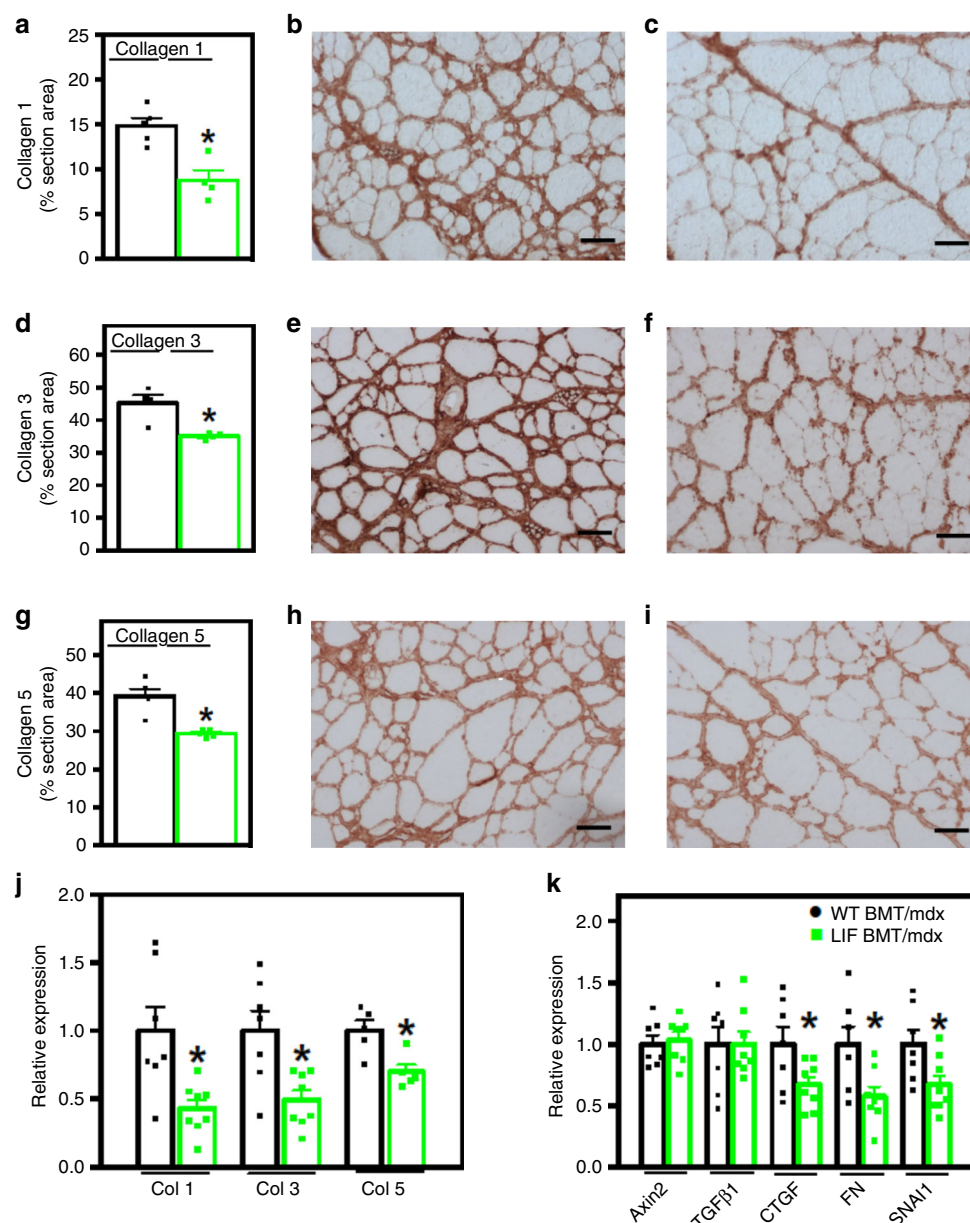 a
Collagen 1
(% section area)
25
20
15
10
5
0
Collagen 1
*
b
c
d
Collagen 3
(% section area)
60
50
40
30
20
10
0
Collagen 3
*
e
f
g
Collagen 5
(% section area)
50
40
30
20
10
0
Collagen 5
*
h
i
j
Relative expression
2.0
1.5
1.0
0.5
0.0
* * *
Col 1 Col 3 Col 5
k
Relative expression
2.0
1.5
1.0
0.5
0.0
WT BMT/mdx
LIF BMT/mdx
* * *
Axin2 TGFβ1 CTGF FN SNAI1